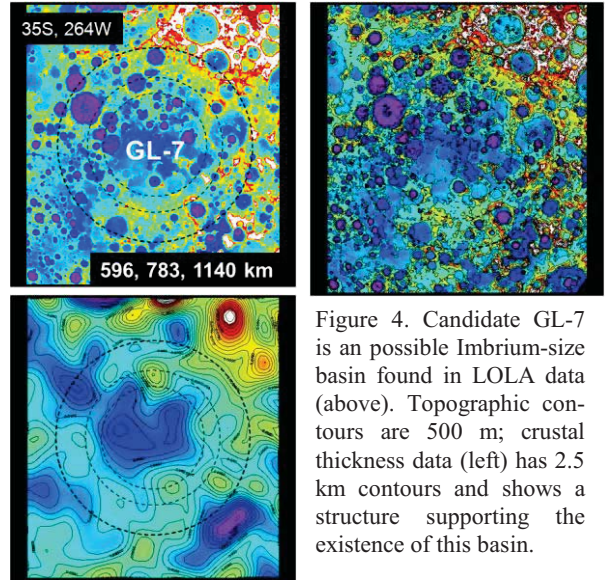 35S, 264W
GL-7
596, 783, 1140 km
Figure 4. Candidate GL-7
is an possible Imbrium-size
basin found in LOLA data
(above). Topographic con-
tours are 500 m; crustal
thickness data (left) has 2.5
km contours and shows a
structure supporting the
existence of this basin.